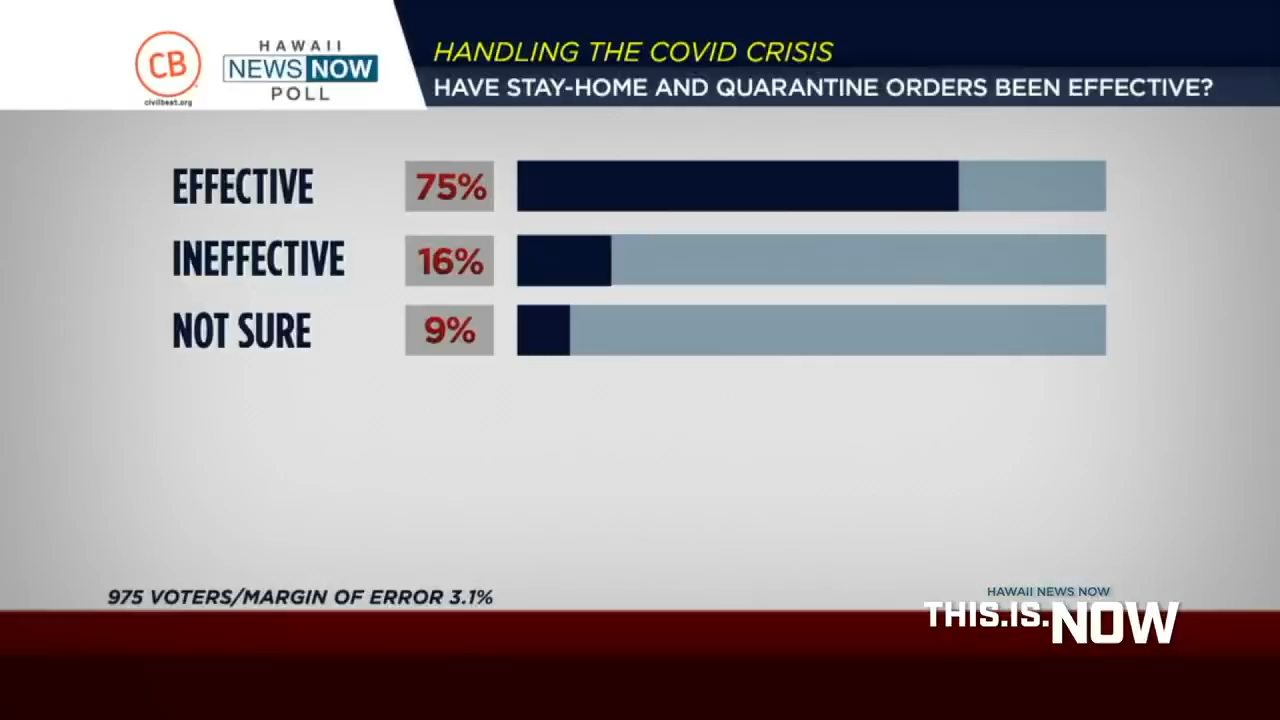 CB
civilbeat.org
HAWAII
NEWS NOW
POLL
HANDLING THE COVID CRISIS
HAVE STAY-HOME AND QUARANTINE ORDERS BEEN EFFECTIVE?
EFFECTIVE 75%
INEFFECTIVE 16%
NOT SURE 9%
975 VOTERS/MARGIN OF ERROR 3.1%
HAWAII NEWS NOW
THIS.IS.NOW